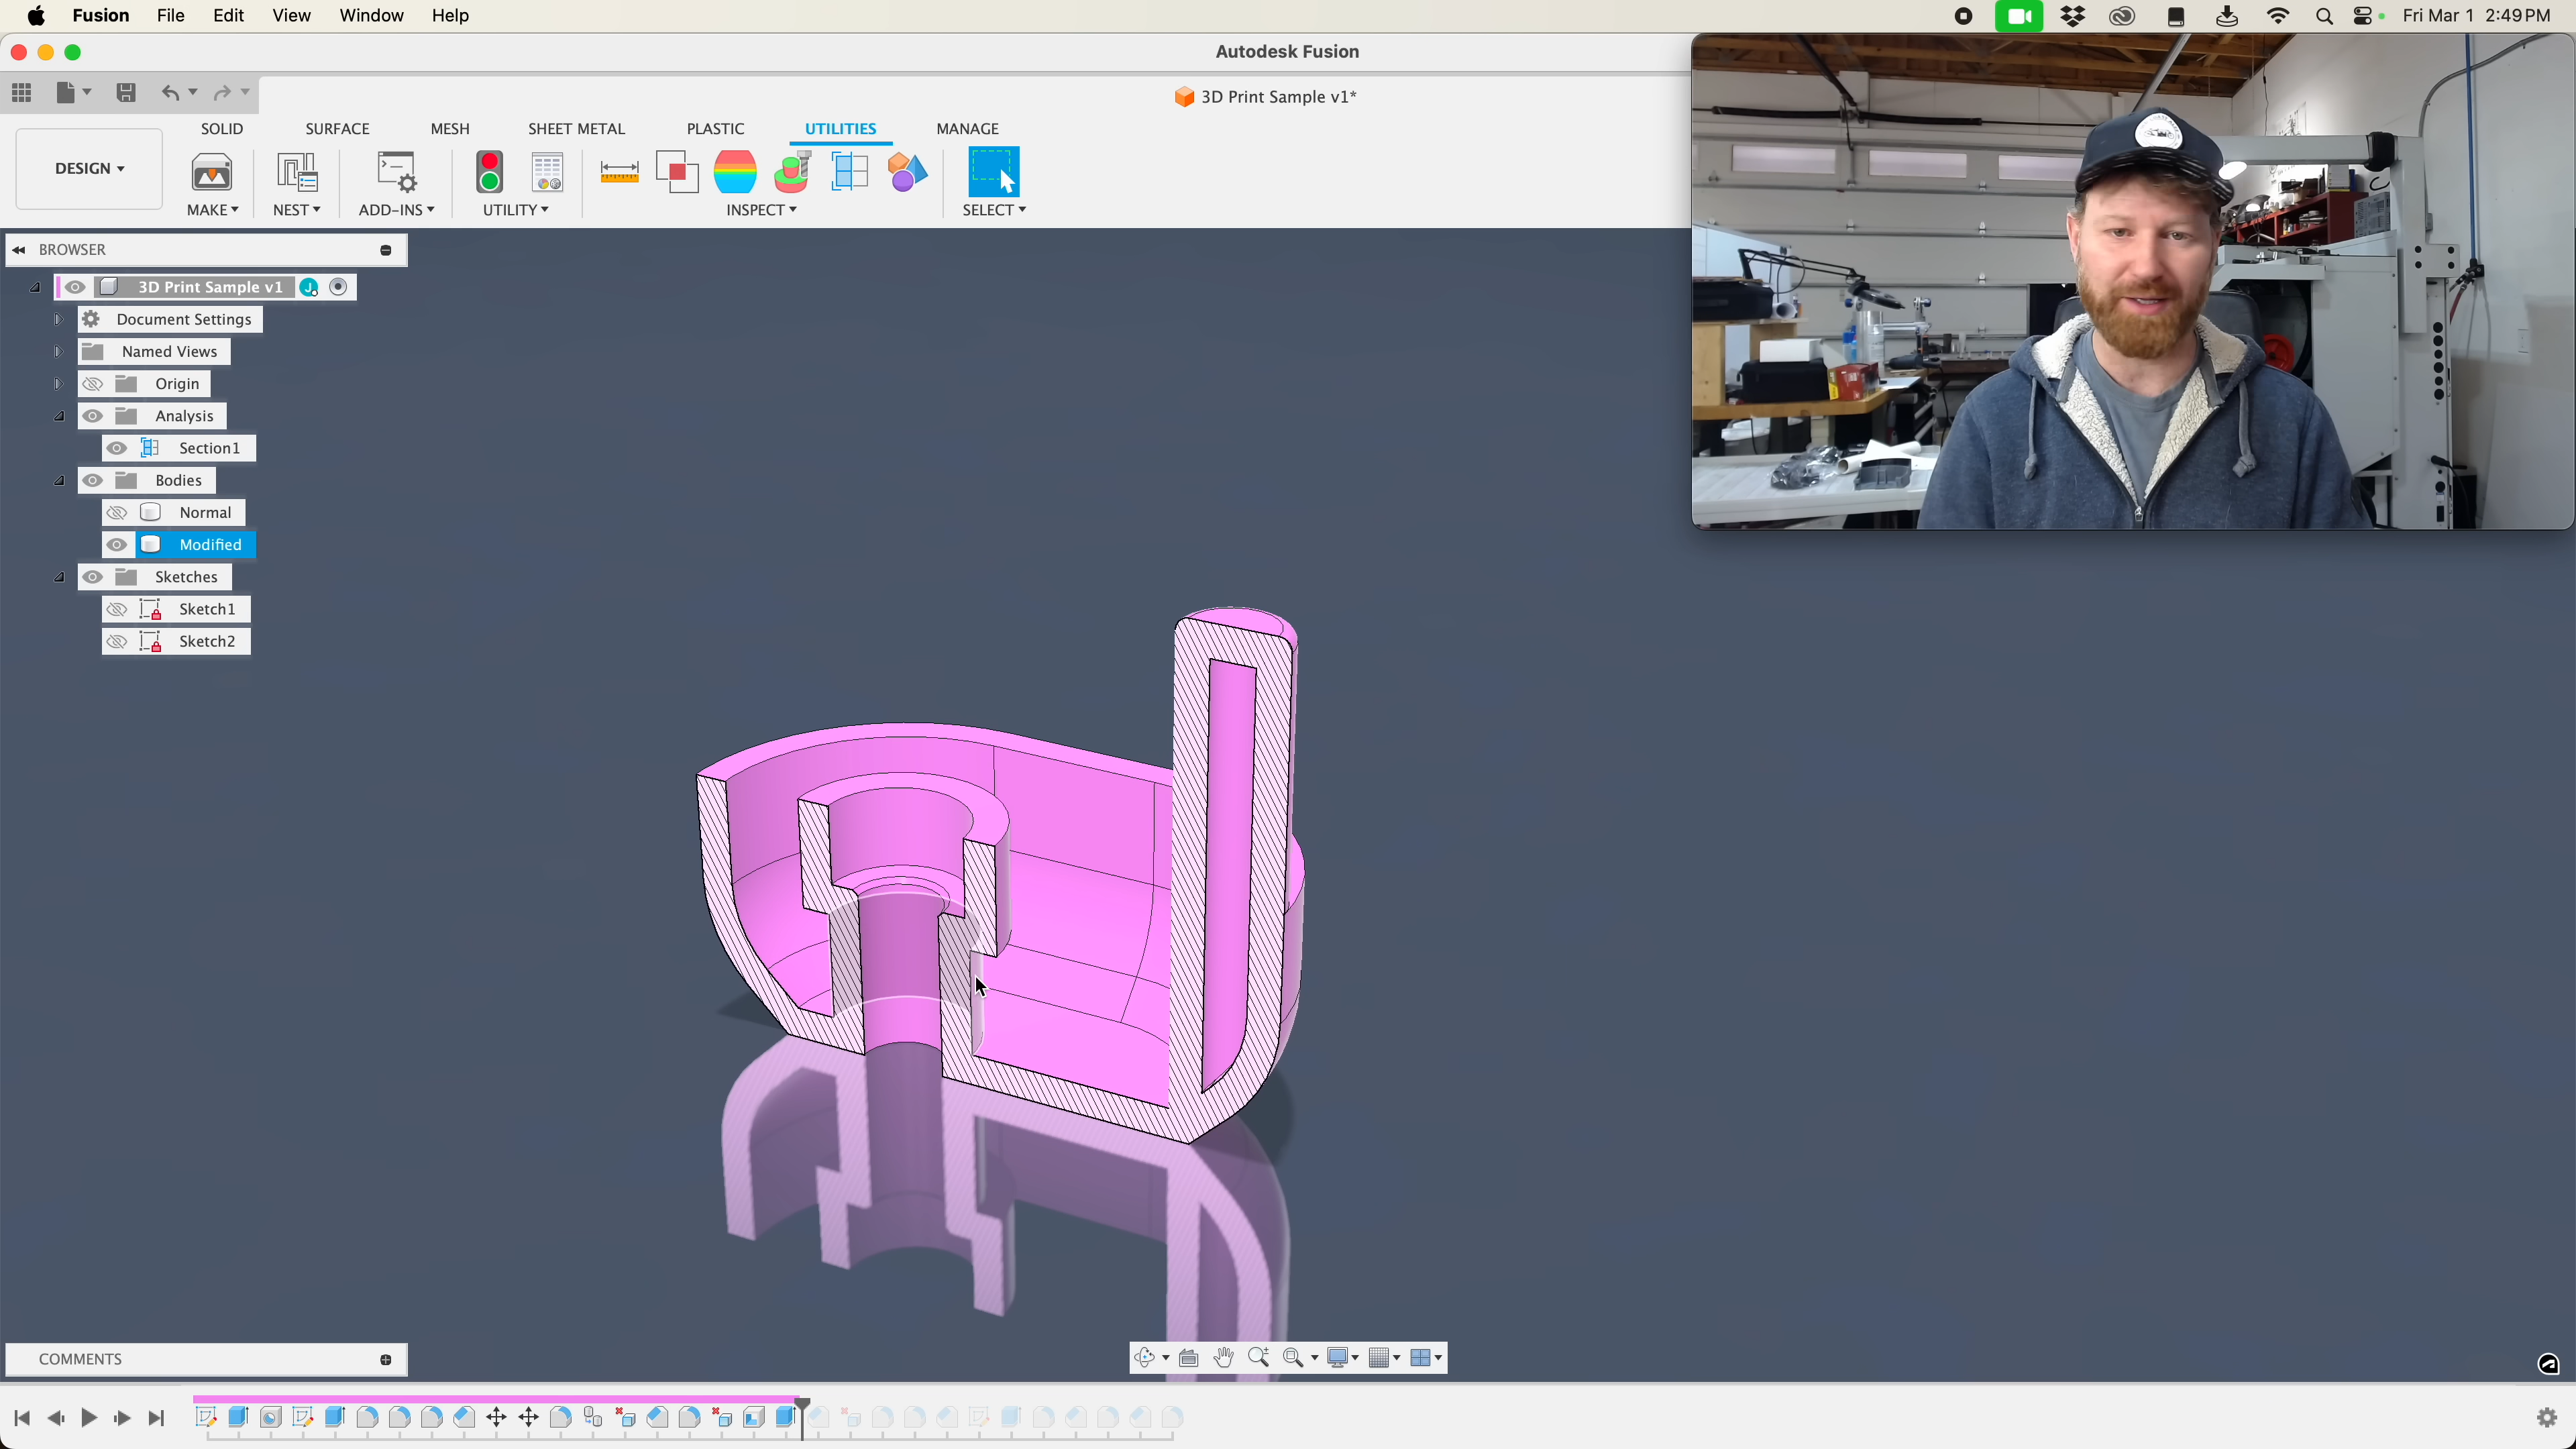 Fusion File Edit View Window Help
Fri Mar 1 2:49 PM
Autodesk Fusion
3D Print Sample v1*
SOLID SURFACE MESH SHEET METAL PLASTIC UTILITIES MANAGE
DESIGN
MAKE NEST ADD-INS UTILITY INSPECT SELECT
BROWSER
3D Print Sample v1 J
Document Settings
Named Views
Origin
Analysis
Section1
Bodies
Normal
Modified
Sketches
Sketch1
Sketch2
COMMENTS